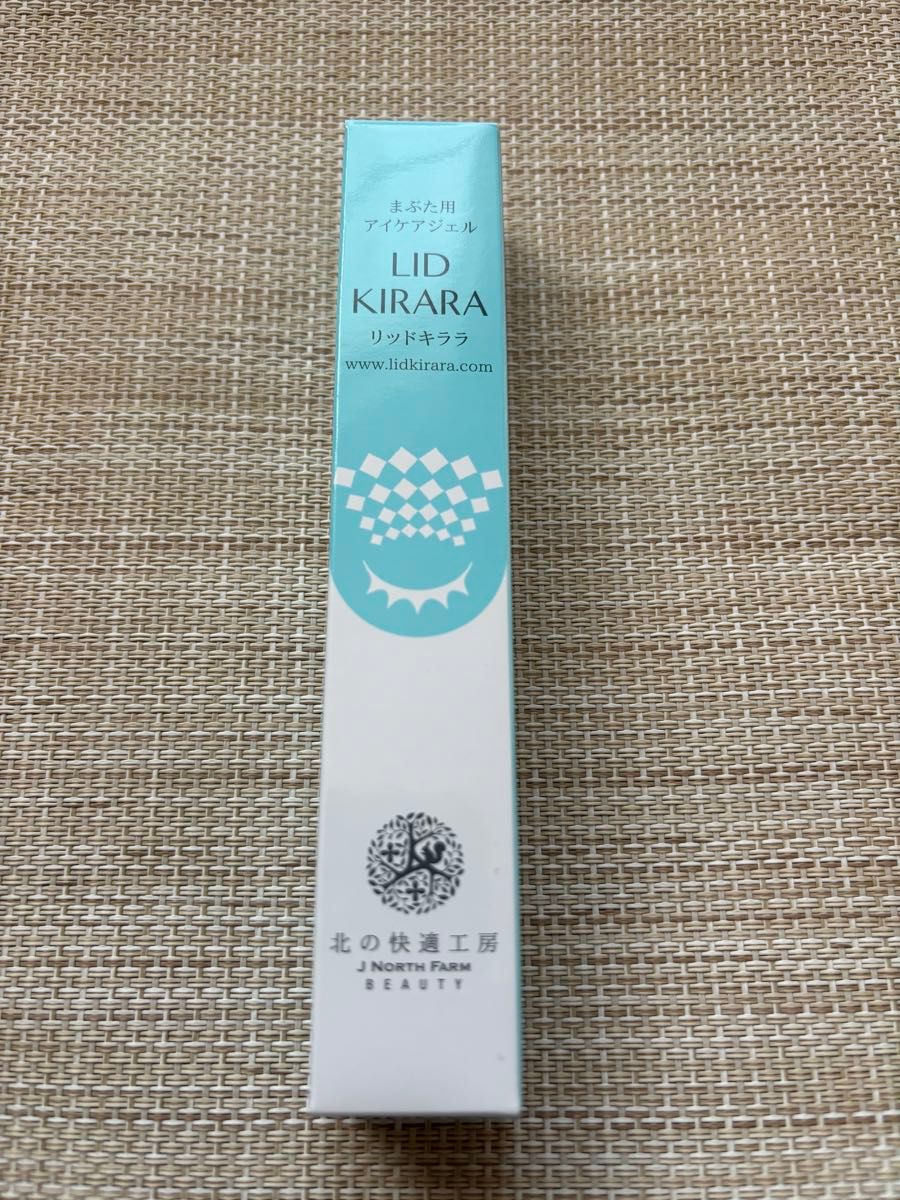 まぶた用
アイケアジェル
LID
KIRARA
リッドキララ
www.lidkirara.com
北の快適工房
J NORTH FARM
BEAUTY